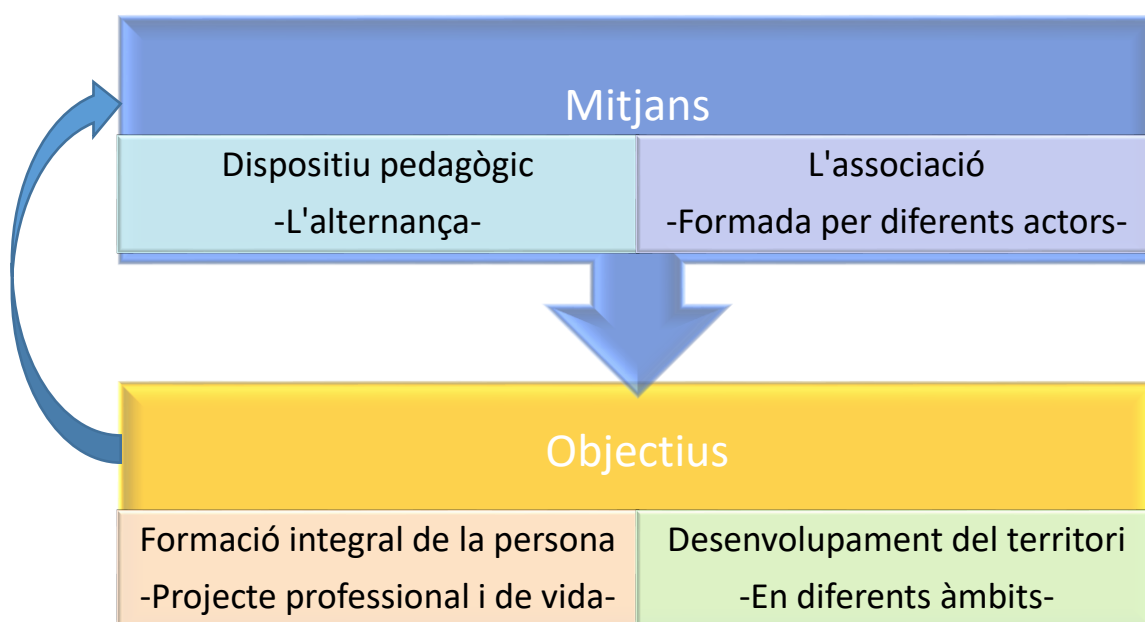 Mitjans
Dispositiu pedagògic
-L'alternança-
L'associació
-Formada per diferents actors-
Objectius
Formació integral de la persona
-Projecte professional i de vida-
Desenvolupament del territori
-En diferents àmbits-